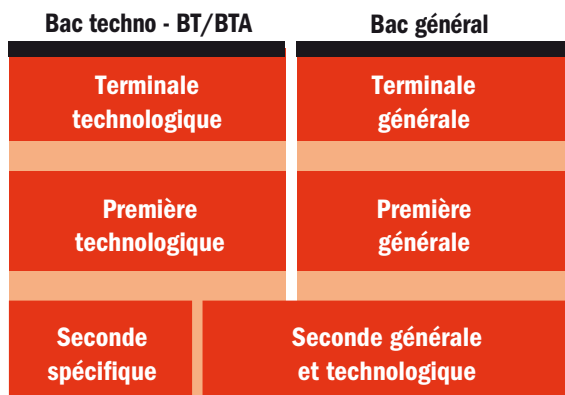 Bac techno - BT/BTA
Bac général
Terminale
technologique
Terminale
générale
Première
technologique
Première
générale
Seconde
spécifique
Seconde générale
et technologique